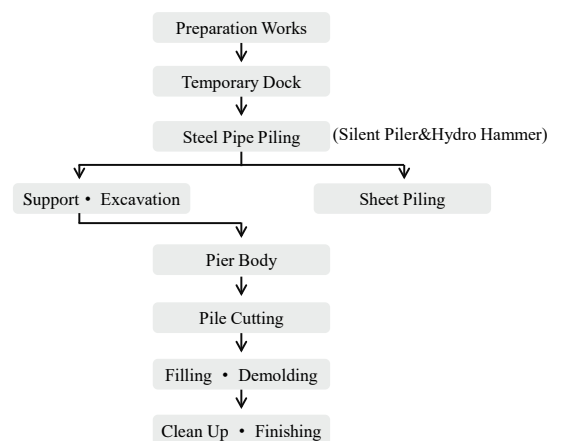 Preparation Works
Temporary Dock
Steel Pipe Piling (Silent Piler&Hydro Hammer)
Support・ Excavation
Sheet Piling
Pier Body
Pile Cutting
Filling ・ Demolding
Clean Up ・ Finishing